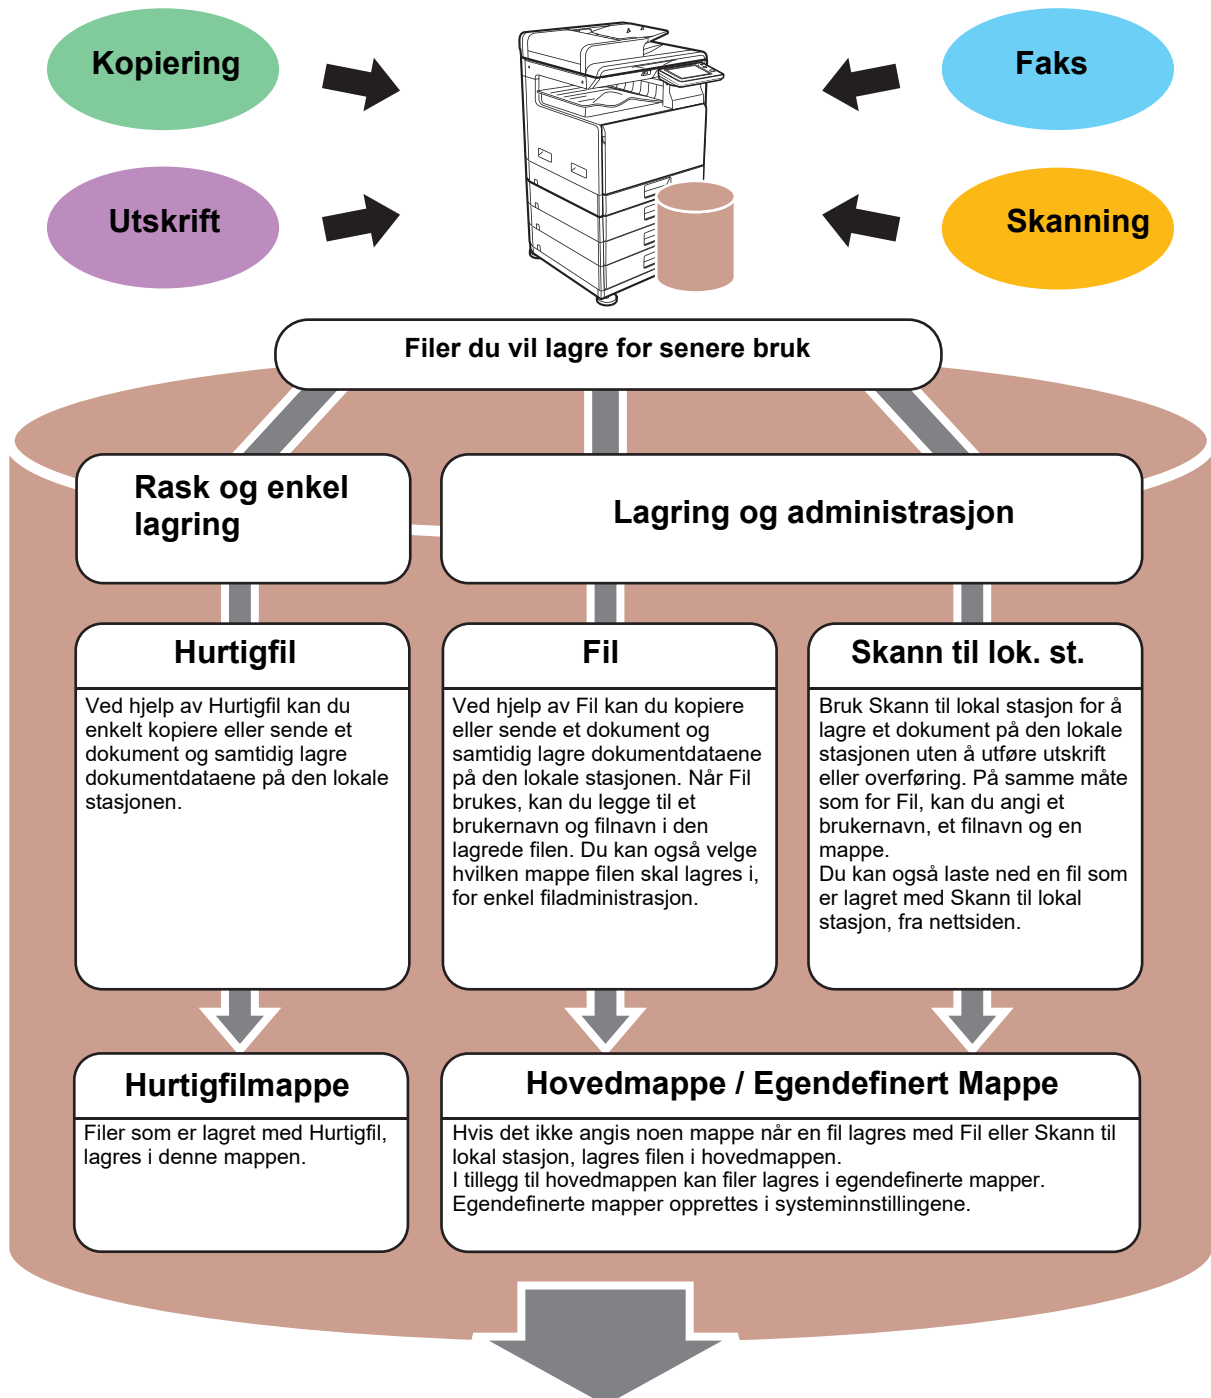 Kopiering
Faks
Utskrift
Skanning
Filer du vil lagre for senere bruk
Rask og enkel
lagring
Lagring og administrasjon
Hurtigfil
Ved hjelp av Hurtigfil kan du
enkelt kopiere eller sende et
dokument og samtidig lagre
dokumentdataene på den lokale
stasjonen.
Fil
Ved hjelp av Fil kan du kopiere
eller sende et dokument og
samtidig lagre dokumentdataene
på den lokale stasjonen. Når Fil
brukes, kan du legge til et
brukernavn og filnavn i den
lagrede filen. Du kan også velge
hvilken mappe filen skal lagres i,
for enkel filadministrasjon.
Skann til lok. st.
Bruk Skann til lokal stasjon for å
lagre et dokument på den lokale
stasjonen uten å utføre utskrift
eller overføring. På samme måte
som for Fil, kan du angi et
brukernavn, et filnavn og en
mappe.
Du kan også laste ned en fil som
er lagret med Skann til lokal
stasjon, fra nettsiden.
Hurtigfilmappe
Filer som er lagret med Hurtigfil,
lagres i denne mappen.
Hovedmappe / Egendefinert Mappe
Hvis det ikke angis noen mappe når en fil lagres med Fil eller Skann til
lokal stasjon, lagres filen i hovedmappen.
I tillegg til hovedmappen kan filer lagres i egendefinerte mapper.
Egendefinerte mapper opprettes i systeminnstillingene.